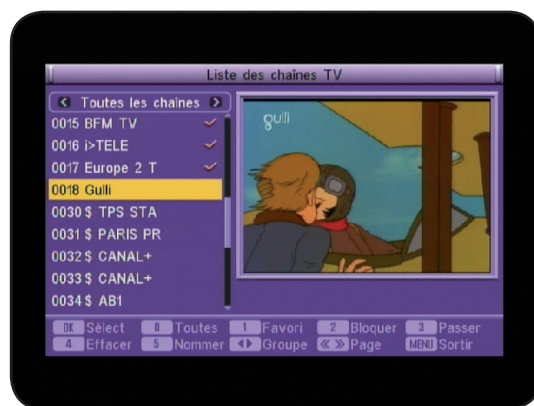 Liste des chaînes TV
Toutes les chaines
0015 BFM TV
0016 i>TELE
0017 Europe 2 T
0018 Gulli
0030 $ TPS STA
0031 $ PARIS PR
0032 $ CANAL+
0033 $ CANAL+
0034 $ AB1
gulli
OK Sélect 0 Toutes 1 Favori 2 Bloquer 3 Passer
4 Effacer 5 Nommer Groupe Page MENU Sortir